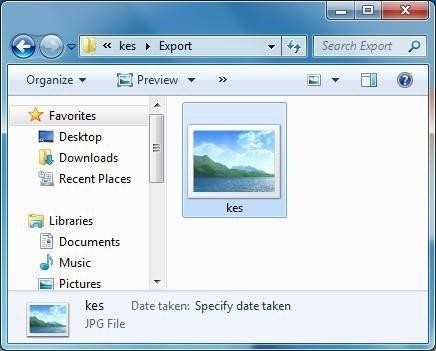 « kes ▸ Export
Search Export
Organize Preview »
Favorites
Desktop
Downloads
Recent Places
Libraries
Documents
Music
Pictures
kes
kes Date taken: Specify date taken
JPG File